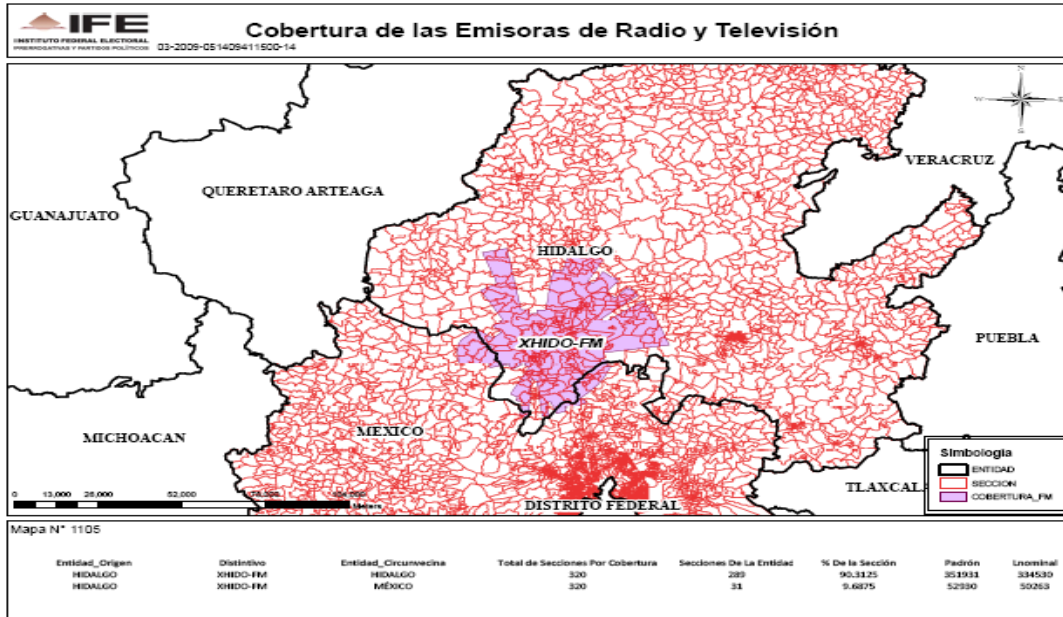 IFE
INSTITUTO FEDERAL ELECTORAL
PRERROGATIVAS Y PARTIDOS POLÍTICOS
03-2009-051409411500-14
Cobertura de las Emisoras de Radio y Televisión
N
VERACRUZ
QUERETARO ARTEAGA
GUANAJUATO
HIDALGO
PUEBLA
XHIDO-FM
MICHOACAN
MEXICO
Simbología
ENTIDAD
SECCION
COBERTURA_FM
TLAXCALA
0 13,000 26,000 52,000
Meters
DISTRITO FEDERAL
Mapa N° 1105
Entidad_Origen Distintivo Entidad_Circunvecina Total de Secciones Por Cobertura Secciones De La Entidad % De la Sección Padrón Lnominal
HIDALGO XHIDO-FM HIDALGO 320 289 90.3125 351931 334530
HIDALGO XHIDO-FM MÉXICO 320 31 9.6875 52930 50263